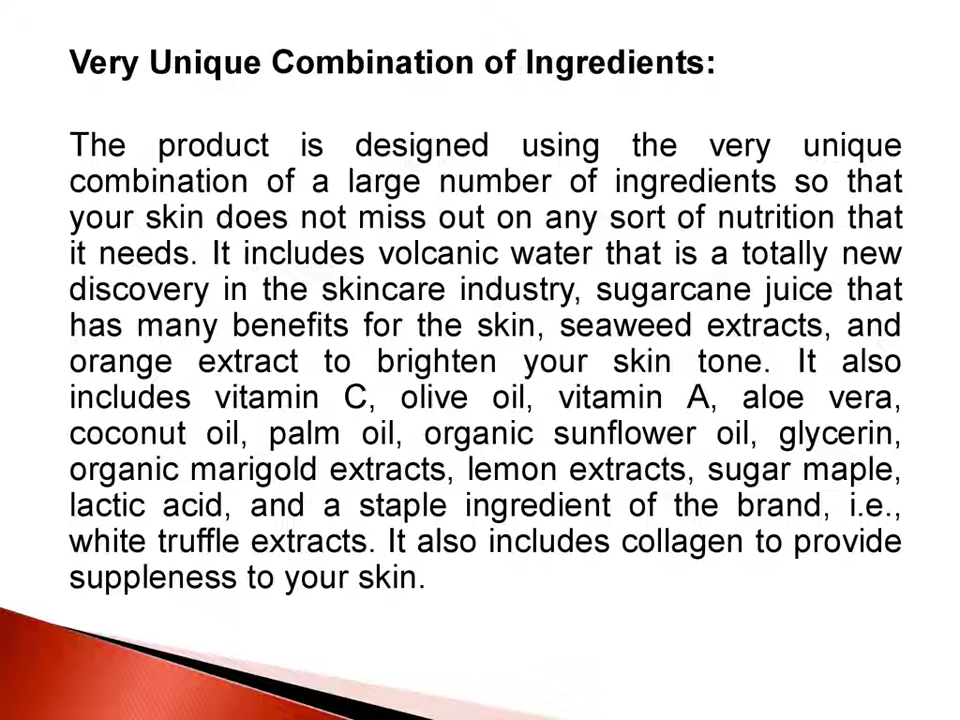 Very Unique Combination of Ingredients:
The product is designed using the very unique
combination of a large number of ingredients so that
your skin does not miss out on any sort of nutrition that
it needs. It includes volcanic water that is a totally new
discovery in the skincare industry, sugarcane juice that
has many benefits for the skin, seaweed extracts, and
orange extract to brighten your skin tone. It also
includes vitamin C, olive oil, vitamin A, aloe vera,
coconut oil, palm oil, organic sunflower oil, glycerin,
organic marigold extracts, lemon extracts, sugar maple,
lactic acid, and a staple ingredient of the brand, i.e.,
white truffle extracts. It also includes collagen to provide
suppleness to your skin.